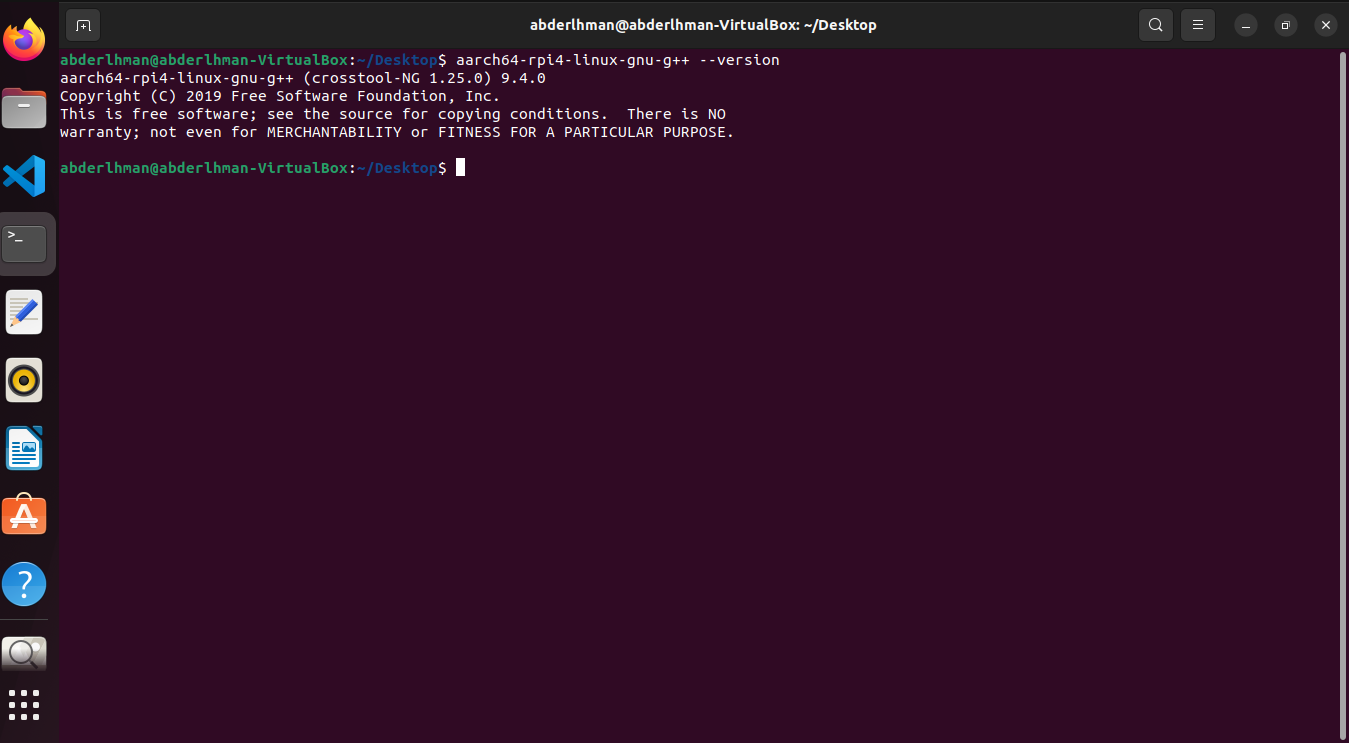 abderlhman@abderlhman-VirtualBox: ~/Desktop
abderlhman@abderlhman-VirtualBox:~/Desktop$ aarch64-rpi4-linux-gnu-g++ --version
aarch64-rpi4-linux-gnu-g++ (crosstool-NG 1.25.0) 9.4.0
Copyright (C) 2019 Free Software Foundation, Inc.
This is free software; see the source for copying conditions.  There is NO
warranty; not even for MERCHANTABILITY or FITNESS FOR A PARTICULAR PURPOSE.
abderlhman@abderlhman-VirtualBox:~/Desktop$